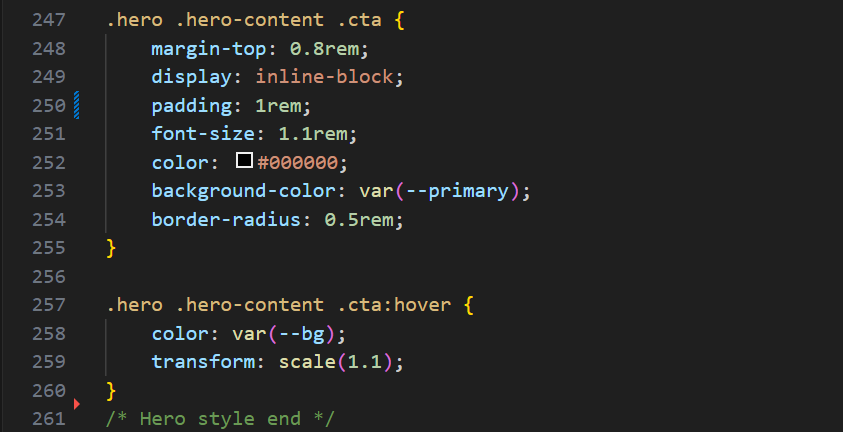 247 .hero .hero-content .cta {
248     margin-top: 0.8rem;
249     display: inline-block;
250     padding: 1rem;
251     font-size: 1.1rem;
252     color: #000000;
253     background-color: var(--primary);
254     border-radius: 0.5rem;
255 }
256
257 .hero .hero-content .cta:hover {
258     color: var(--bg);
259     transform: scale(1.1);
260 }
261 /* Hero style end */